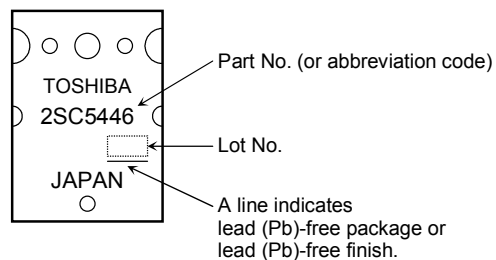 TOSHIBA
2SC5446
JAPAN
Part No. (or abbreviation code)
Lot No.
A line indicates
lead (Pb)-free package or
lead (Pb)-free finish.